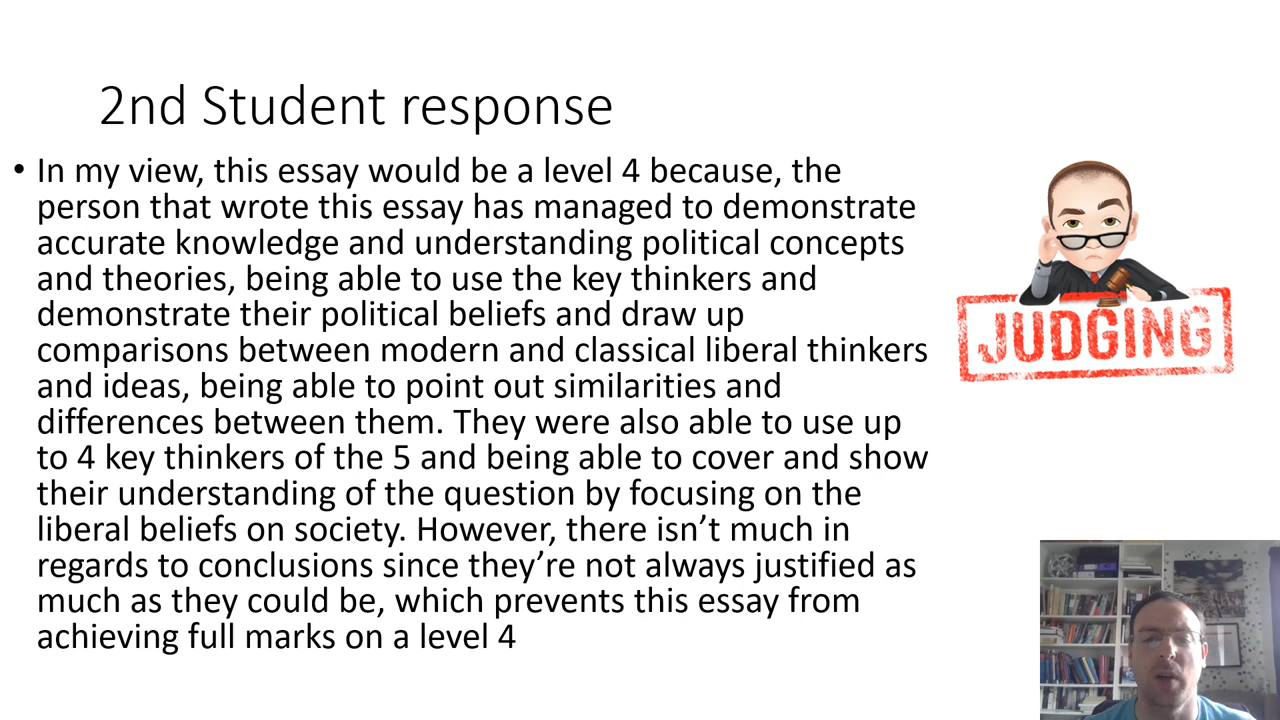 2nd Student response
• In my view, this essay would be a level 4 because, the
person that wrote this essay has managed to demonstrate
accurate knowledge and understanding political concepts
and theories, being able to use the key thinkers and
demonstrate their political beliefs and draw up
comparisons between modern and classical liberal thinkers
and ideas, being able to point out similarities and
differences between them. They were also able to use up
to 4 key thinkers of the 5 and being able to cover and show
their understanding of the question by focusing on the
liberal beliefs on society. However, there isn’t much in
regards to conclusions since they’re not always justified as
much as they could be, which prevents this essay from
achieving full marks on a level 4
JUDGING